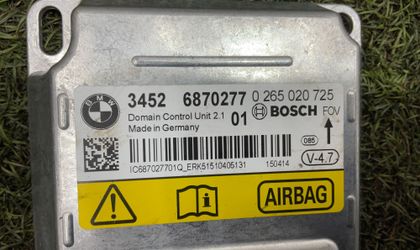 BMW
3452 6870277 0 265 020 725
Domain Control Unit 2.1 01 BOSCH FOV
Made in Germany
085
V-4.7
IC687027701Q_ERK51510405131 150414
i AIRBAG